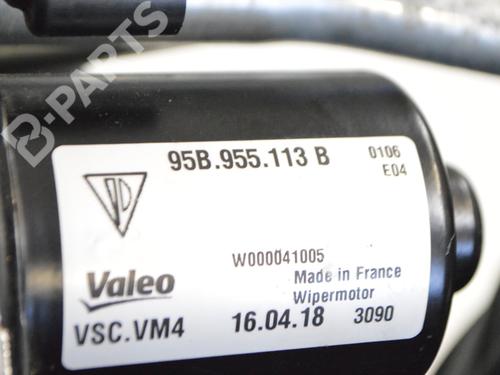 B-PARTS
95B.955.113 B
0106
E04
W000041005
Made in France
Wipermotor
Valeo
VSC.VM4
16.04.18
3090